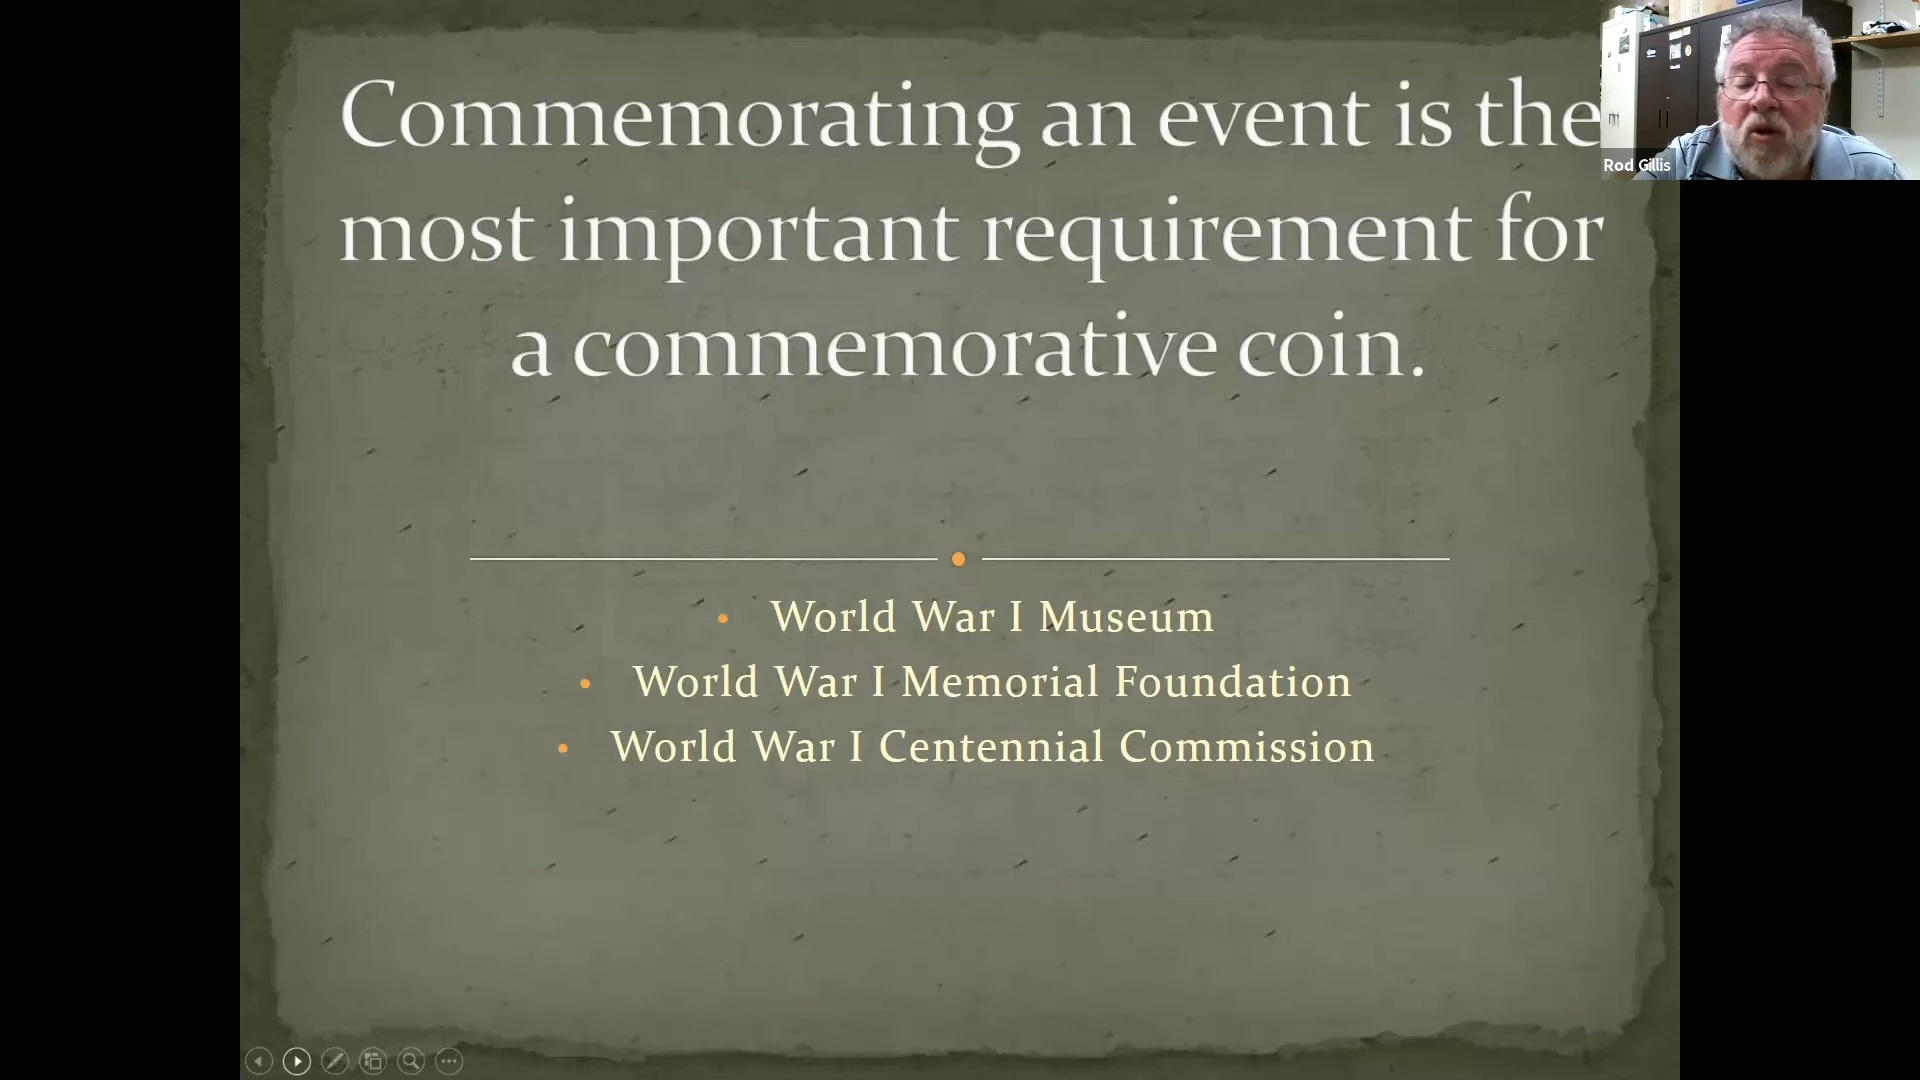 Commemorating an event is the
most important requirement for
a commemorative coin.
• World War I Museum
• World War I Memorial Foundation
• World War I Centennial Commission
Rod Gillis